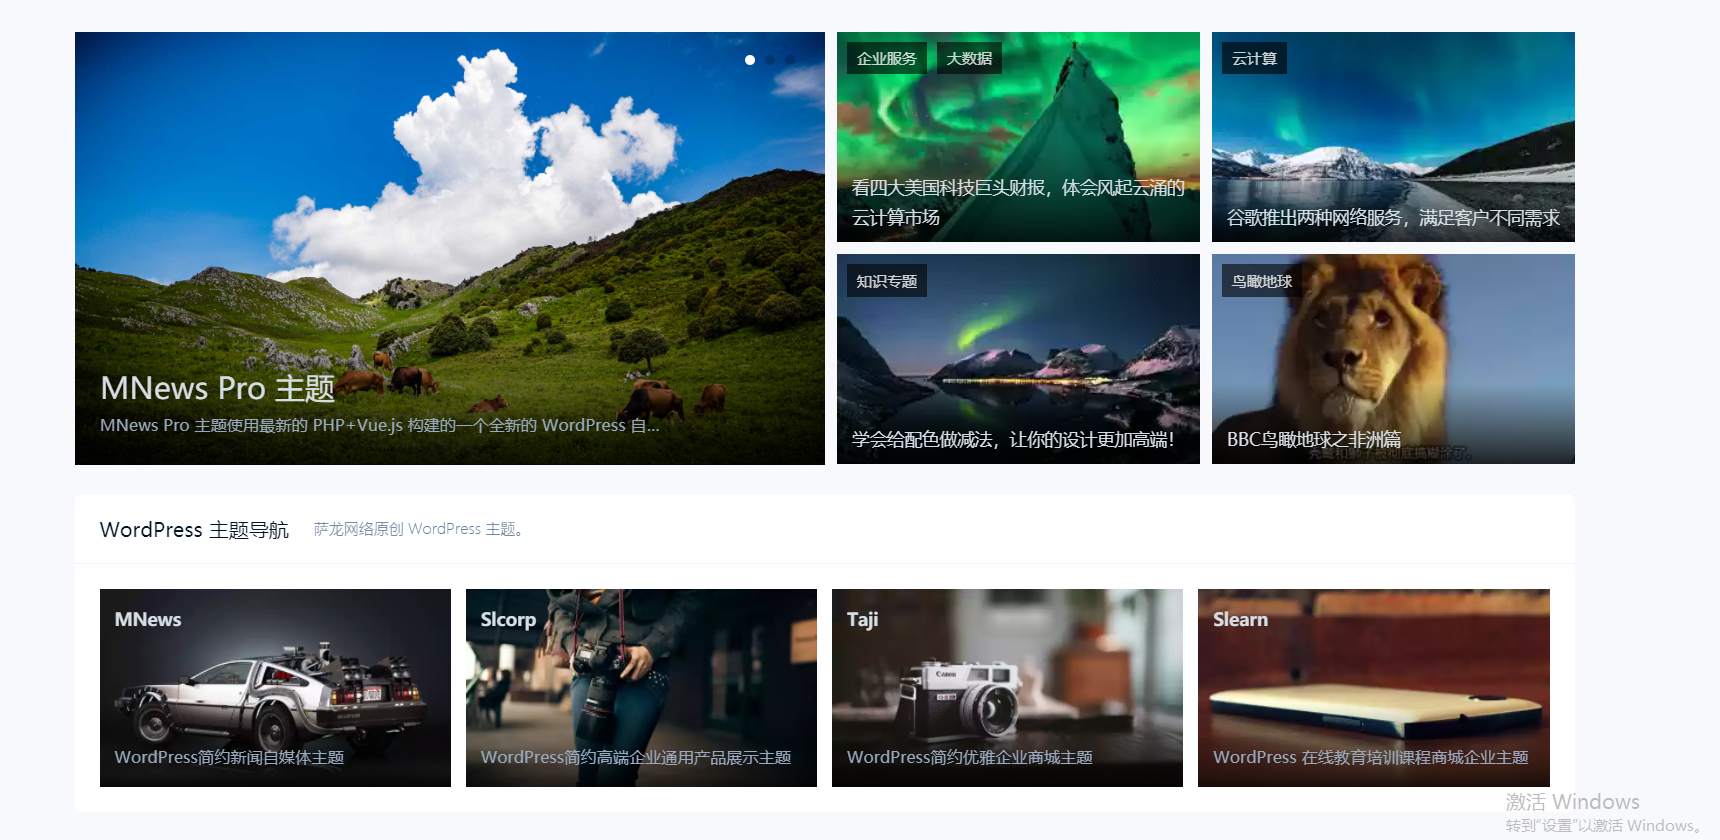 MNews Pro 主题
MNews Pro 主题使用最新的 PHP+Vue.js 构建的一个全新的 WordPress 自...
企业服务
大数据
看四大美国科技巨头财报，体会风起云涌的
云计算市场
云计算
谷歌推出两种网络服务，满足客户不同需求
知识专题
学会给配色做减法，让你的设计更加高端！
鸟瞰地球
BBC鸟瞰地球之非洲篇
WordPress 主题导航
萨龙网络原创 WordPress 主题。
MNews
WordPress简约新闻自媒体主题
Slcorp
WordPress简约高端企业通用产品展示主题
Taji
Canon
WordPress简约优雅企业商城主题
Slearn
WordPress 在线教育培训课程商城企业主题
激活 Windows
转到“设置”以激活 Windows。